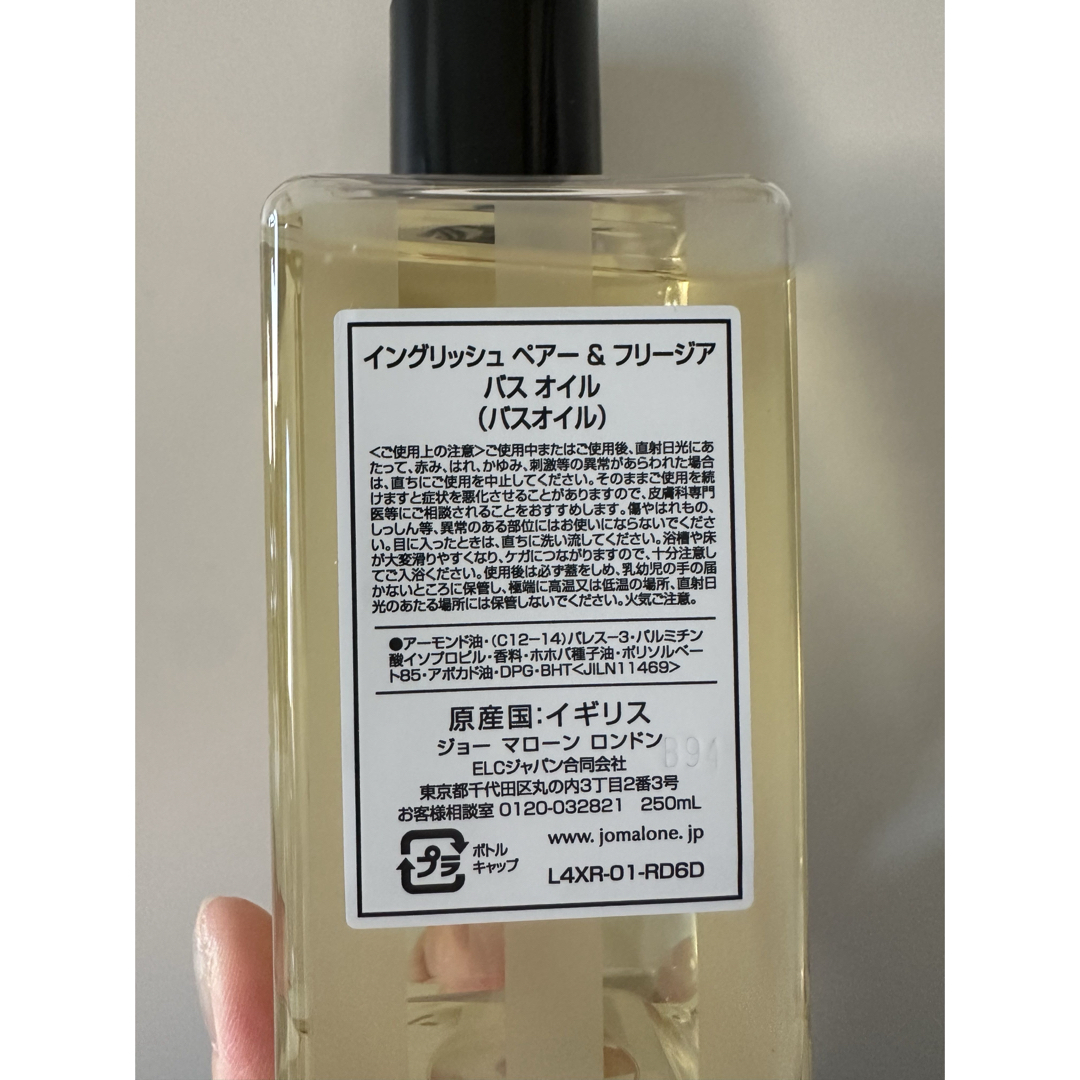 イングリッシュ ペアー & フリージア
バス オイル
(バスオイル)
<ご使用上の注意>ご使用中またはご使用後、直射日光にあ
たって、赤み、はれ、かゆみ、刺激等の異常があらわれた場合
は、直ちにご使用を中止してください。そのままご使用を続
けますと症状を悪化させることがありますので、皮膚科専門
医等にご相談されることをおすすめします。傷やはれもの、
しっしん等、異常のある部位にはお使いにならないでくださ
い。目に入ったときは、直ちに洗い流してください。浴槽や床
が大変滑りやすくなり、ケガにつながりますので、十分注意し
てご入浴ください。使用後は必ず蓋をしめ、乳幼児の手の届
かないところに保管し、極端に高温又は低温の場所、直射日
光のあたる場所には保管しないでください。火気ご注意。
●アーモンド油・(C12-14)パレス-3・パルミチン
酸イソプロピル・香料・ホホバ種子油・ポリソルベー
ト85・アボカド油・DPG・BHT<JILN11469>
原産国:イギリス
ジョー マローン ロンドン
B94
ELCジャパン合同会社
東京都千代田区丸の内3丁目2番3号
お客様相談室 0120-032821 250mL
www.jomalone.jp
プラ
ボトル
キャップ
L4XR-01-RD6D